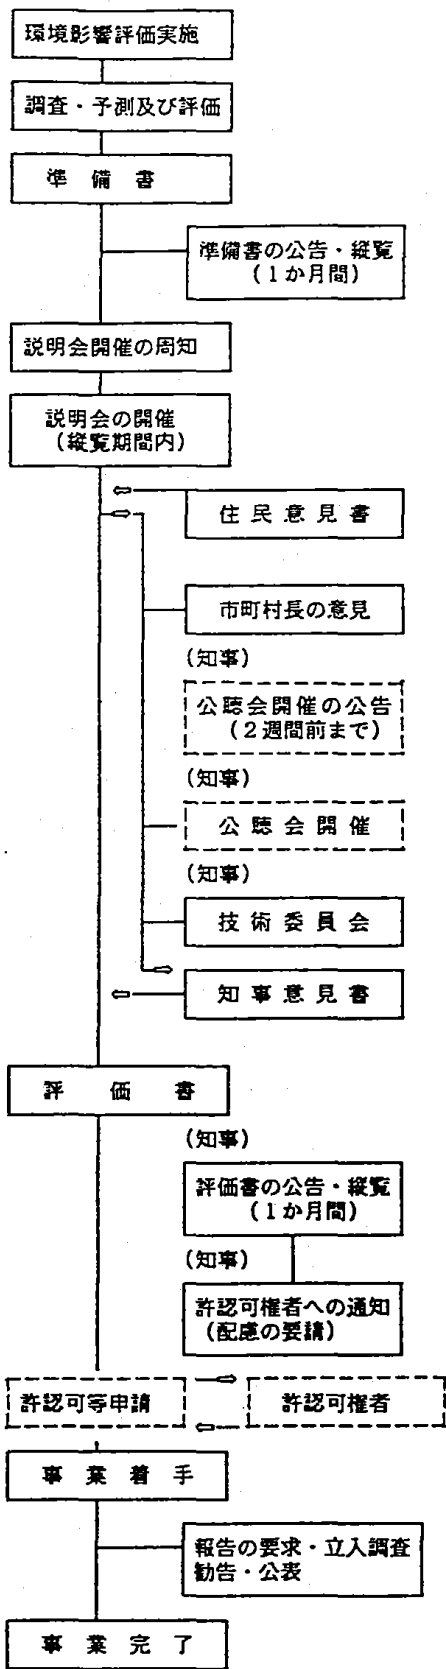 環境影響評価実施
調査・予測及び評価
準備書
準備書の公告・縦覧
(1か月間)
説明会開催の周知
説明会の開催
(縦覧期間内)
住民意見書
市町村長の意見
(知事)
公聴会開催の公告
(2週間前まで)
(知事)
公聴会開催
(知事)
技術委員会
知事意見書
評価書
(知事)
評価書の公告・縦覧
(1か月間)
(知事)
許認可権者への通知
(配慮の要請)
許認可等申請
許認可権者
事業着手
報告の要求・立入調査
勧告・公表
事業完了